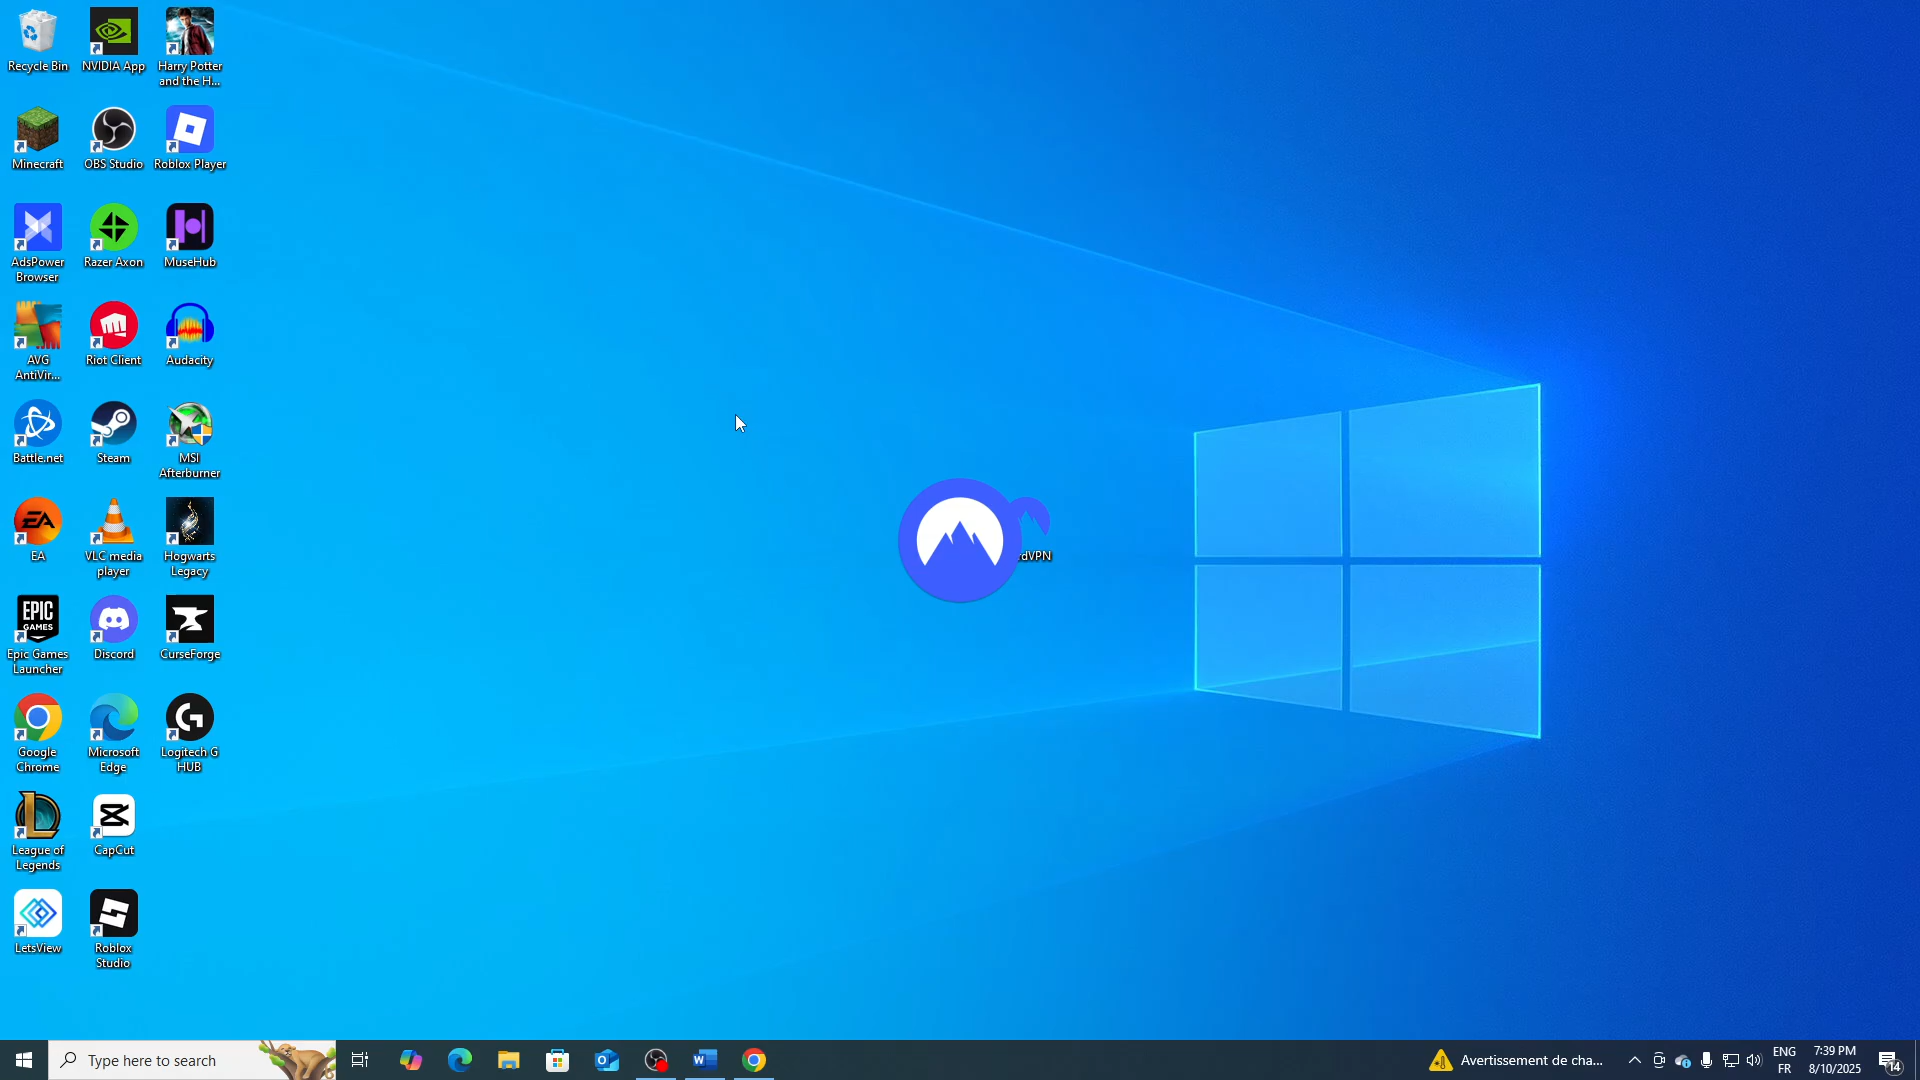 Recycle Bin
NVIDIA App
Harry Potter
and the H...
Minecraft
OBS Studio
Roblox Player
AdsPower
Browser
Razer Axon
MuseHub
AVG
AntiVir...
Riot Client
Audacity
Battle.net
Steam
MSI
Afterburner
EA
EA
VLC media
player
Hogwarts
Legacy
dVPN
EPIC
GAMES
Epic Games
Launcher
Discord
CurseForge
Google
Chrome
Microsoft
Edge
Logitech G
HUB
League of
Legends
CapCut
LetsView
Roblox
Studio
Type here to search
Avertissement de cha...
ENG
FR
7:39 PM
8/10/2025
14